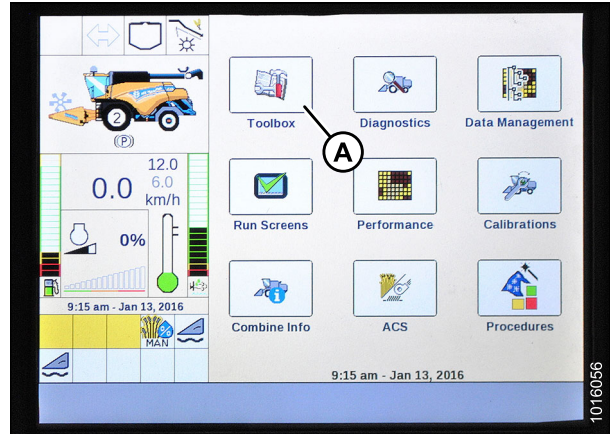 2
(P)
12.0
0.0
6.0
km/h
0%
F
9:15 am - Jan 13, 2016
MAN
Toolbox
Diagnostics
Data Management
A
Run Screens
Performance
Calibrations
Combine Info
ACS
Procedures
9:15 am - Jan 13, 2016
1016056